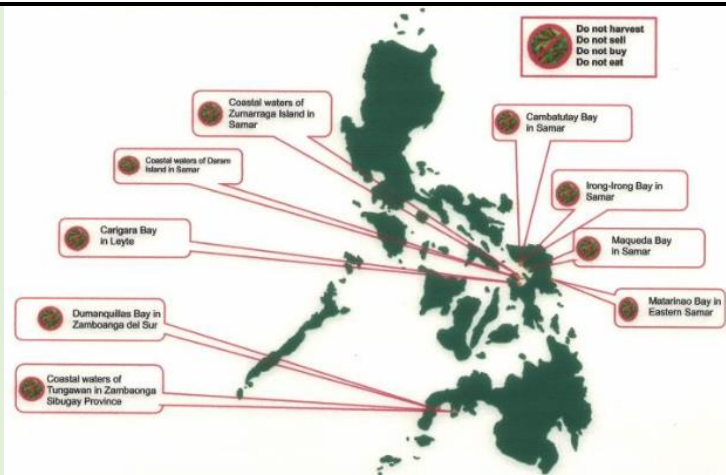 Do not harvest
Do not sell
Do not buy
Do not eat
Coastal waters of
Zumarraga Island in
Samar
Cambatutay Bay
in Samar
Coastal waters of Daram
Island in Samar
Irong-Irong Bay in
Samar
Carigara Bay
in Leyte
Maqueda Bay
in Samar
Matarinao Bay in
Eastern Samar
Dumanquillas Bay in
Zamboanga del Sur
Coastal waters of
Tungawan in Zambaonga
Sibugay Province